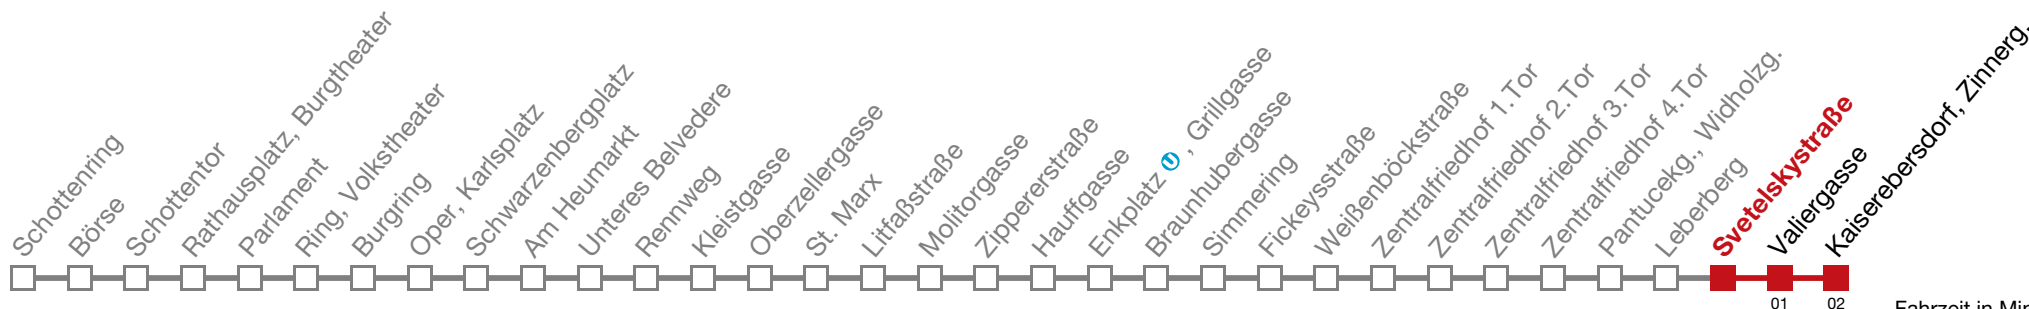 Schottenring
Börse
Schottentor
Rathausplatz, Burgtheater
Parlament
Ring, Volkstheater
Burgring
Oper, Karlsplatz
Schwarzenbergplatz
Am Heumarkt
Unteres Belvedere
Rennweg
Kleistgasse
Oberzellergasse
St. Marx
Litfaßstraße
Molitorgasse
Zippererstraße
Hauffgasse
Enkplatz U, Grillgasse
Braunhubergasse
Simmering
Fickeysstraße
Weißenböckstraße
Zentralfriedhof 1.Tor
Zentralfriedhof 2.Tor
Zentralfriedhof 3.Tor
Zentralfriedhof 4.Tor
Pantucekg., Widholzg.
Leberberg
Svetelskystraße
Valiergasse
Kaiserebersdorf, Zinnerg.
01 02
Fahrzeit in